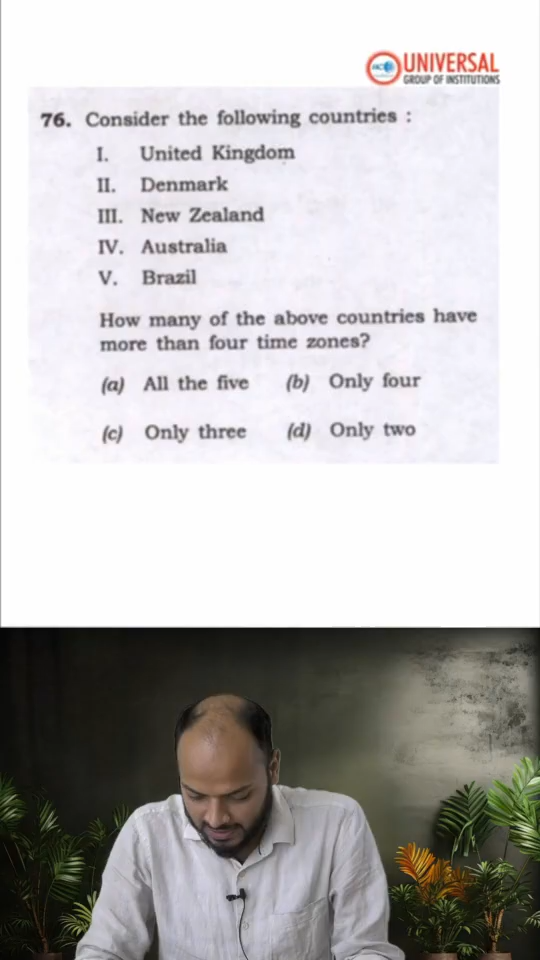 UNIVERSAL
GROUP OF INSTITUTIONS
76. Consider the following countries :
I. United Kingdom
II. Denmark
III. New Zealand
IV. Australia
V. Brazil
How many of the above countries have
more than four time zones?
(a) All the five (b) Only four
(c) Only three (d) Only two